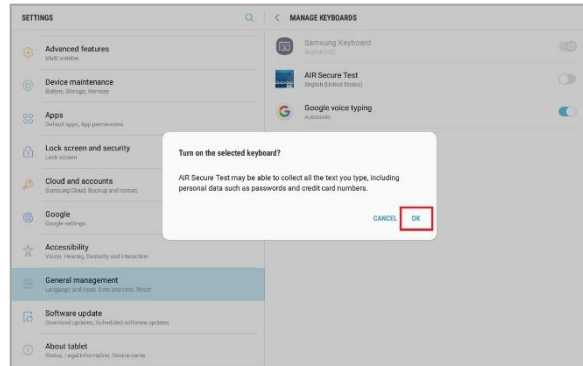 SETTINGS
Advanced features
Multi window
Device maintenance
Battery, Storage, Memory
Apps
Default apps, App permissions
Lock screen and security
Lock screen
Cloud and accounts
Samsung Cloud, Backup and restore
Google
Google settings
Accessibility
Vision, Hearing, Dexterity and interaction
General management
Language and input, Date and time, Reset
Software update
Download updates, Scheduled software updates
About tablet
Status, Legal information, Device name
MANAGE KEYBOARDS
Samsung Keyboard
AIR Secure Test
English (United States)
Google voice typing
Automatic
Turn on the selected keyboard?
AIR Secure Test may be able to collect all the text you type, including
personal data such as passwords and credit card numbers.
CANCEL OK